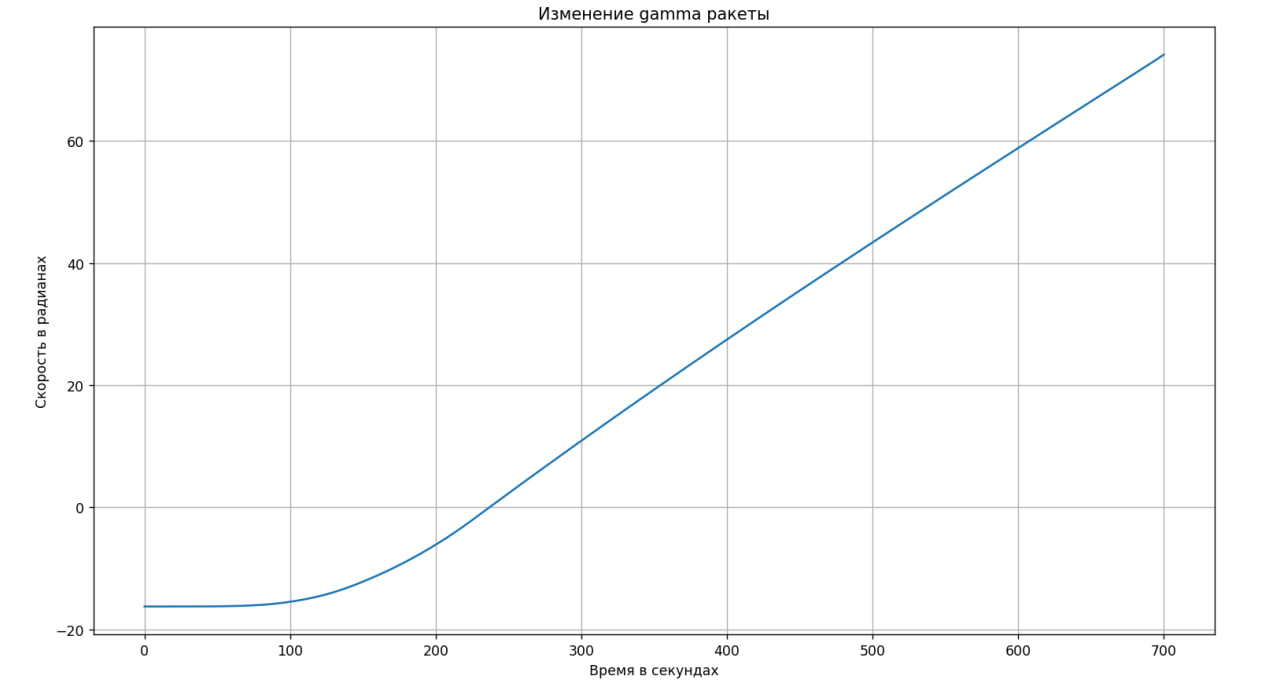 Изменение gamma ракеты
Скорость в радианах
60
40
20
0
−20
0 100 200 300 400 500 600 700
Время в секундах